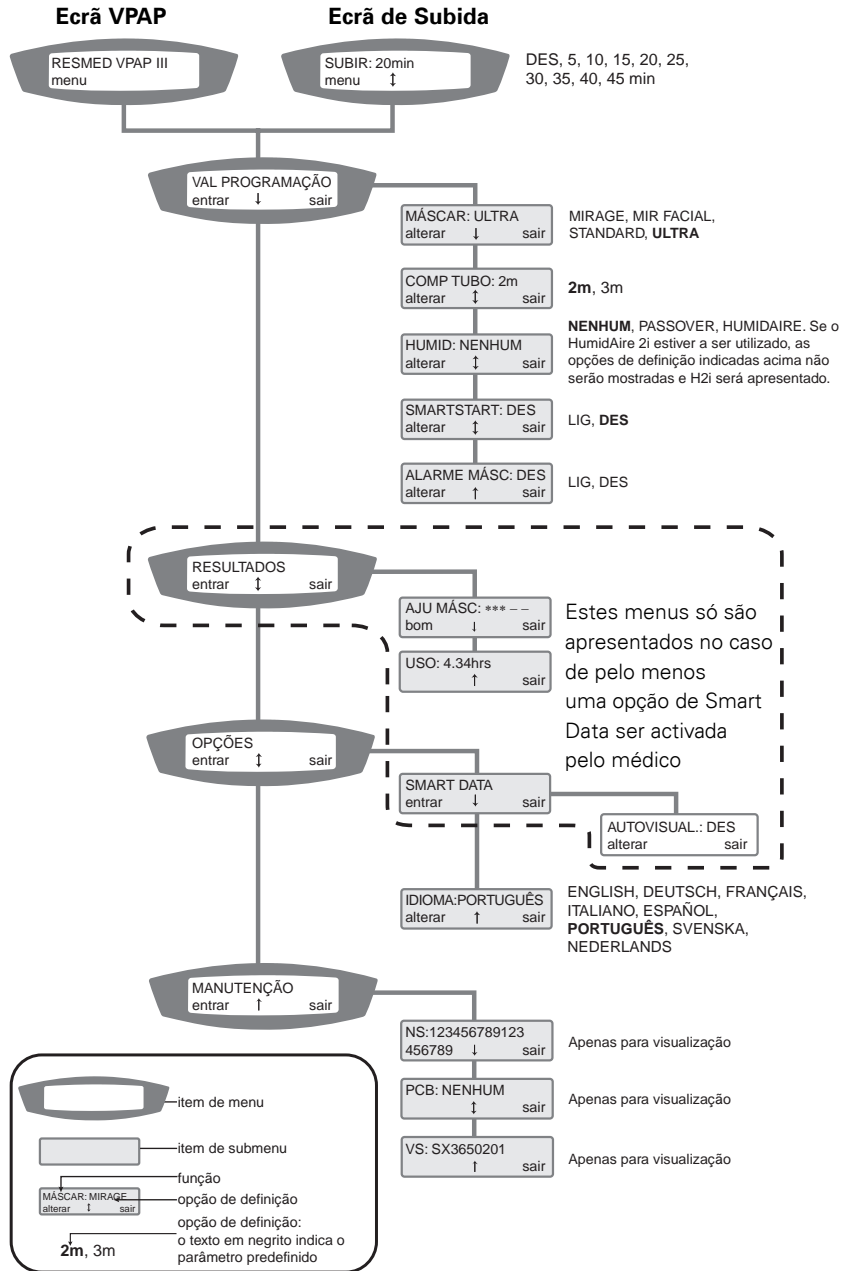 Ecrã VPAP
Ecrã de Subida
RESMED VPAP III
menu
SUBIR: 20min
menu ↕
DES, 5, 10, 15, 20, 25,
30, 35, 40, 45 min
VAL PROGRAMAÇÃO
entrar ↓ sair
MÁSCAR: ULTRA
alterar ↓ sair
MIRAGE, MIR FACIAL,
STANDARD, ULTRA
COMP TUBO: 2m
alterar ↕ sair
2m, 3m
HUMID: NENHUM
alterar ↕ sair
NENHUM, PASSOVER, HUMIDAIRE. Se o
HumidAire 2i estiver a ser utilizado, as
opções de definição indicadas acima não
serão mostradas e H2i será apresentado.
SMARTSTART: DES
alterar ↕ sair
LIG, DES
ALARME MÁSC: DES
alterar ↑ sair
LIG, DES
RESULTADOS
entrar ↕ sair
AJU MÁSC: *** – –
bom ↓ sair
USO: 4.34hrs
↑ sair
Estes menus só são
apresentados no caso
de pelo menos
uma opção de Smart
Data ser activada
pelo médico
OPÇÕES
entrar ↕ sair
SMART DATA
entrar ↓ sair
AUTOVISUAL.: DES
alterar sair
IDIOMA:PORTUGUÊS
alterar ↑ sair
ENGLISH, DEUTSCH, FRANÇAIS,
ITALIANO, ESPAÑOL,
PORTUGUÊS, SVENSKA,
NEDERLANDS
MANUTENÇÃO
entrar ↑ sair
NS:123456789123
456789 ↓ sair
Apenas para visualização
PCB: NENHUM
↕ sair
Apenas para visualização
VS: SX3650201
↑ sair
Apenas para visualização
item de menu
item de submenu
função
MÁSCAR: MIRAGE
alterar ↕ sair
opção de definição
opção de definição:
o texto em negrito indica o
parâmetro predefinido
2m, 3m